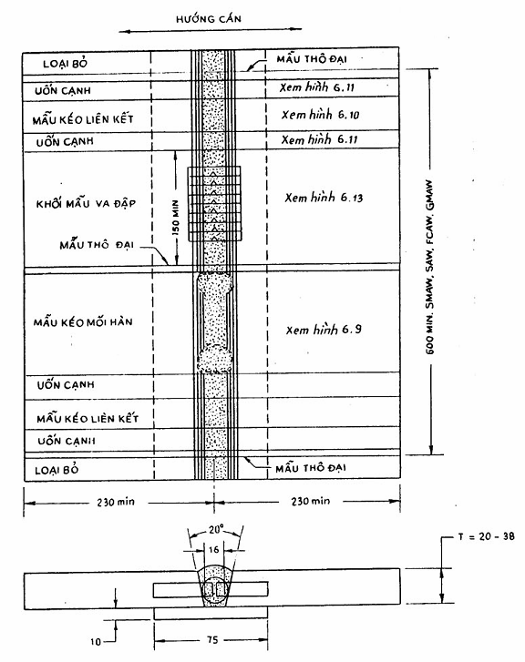 HƯỚNG CÁN
LOẠI BỎ
MẪU THÔ ĐẠI
UỐN CẠNH
Xem hình 6.11
MẪU KÉO LIÊN KẾT
Xem hình 6.10
UỐN CẠNH
Xem hình 6.11
KHỐI MẪU VA ĐẬP
150 MIN
Xem hình 6.13
MẪU THÔ ĐẠI
600 MIN. SMAW, SAW, FCAW, GMAW
MẪU KÉO MỐI HÀN
Xem hình 6.9
UỐN CẠNH
MẪU KÉO LIÊN KẾT
UỐN CẠNH
LOẠI BỎ
MẪU THÔ ĐẠI
230 min
230 min
20°
16
T = 20 - 38
10
75